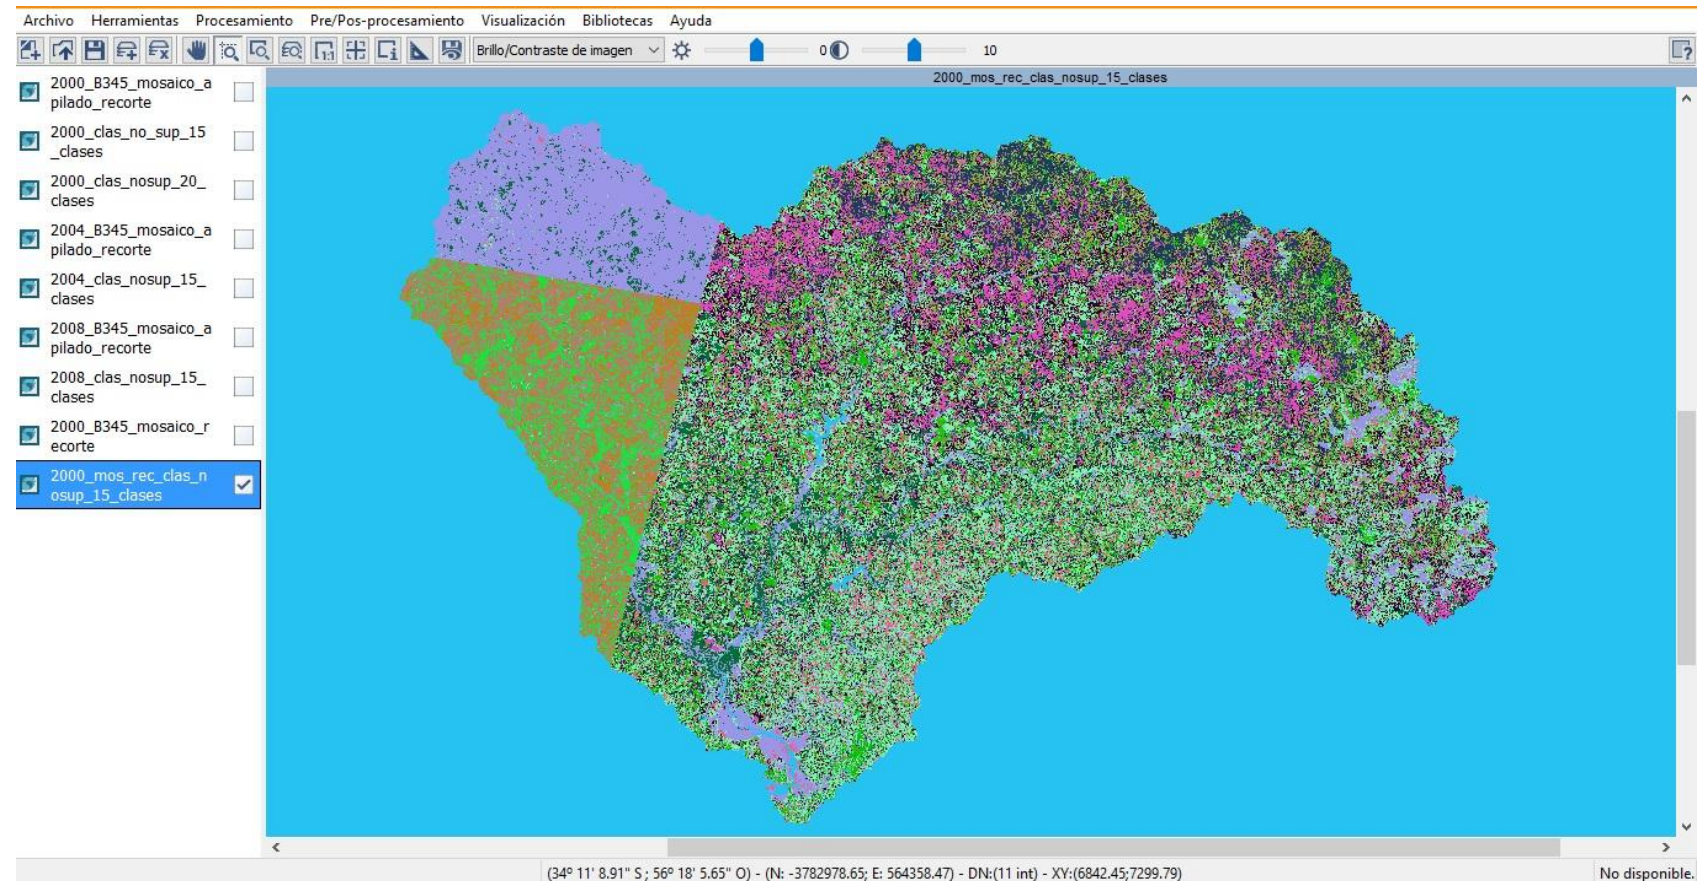 Archivo Herramientas Procesamiento Pre/Pos-procesamiento Visualización Bibliotecas Ayuda
1:1 Brillo/Contraste de imagen 0 10
2000_mos_rec_clas_nosup_15_clases
2000_B345_mosaico_a
pilado_recorte
2000_clas_no_sup_15
_clases
2000_clas_nosup_20_
clases
2004_B345_mosaico_a
pilado_recorte
2004_clas_nosup_15_
clases
2008_B345_mosaico_a
pilado_recorte
2008_clas_nosup_15_
clases
2000_B345_mosaico_r
ecorte
2000_mos_rec_clas_n
osup_15_clases
(34º 11' 8.91" S ; 56º 18' 5.65" O) - (N: -3782978.65; E: 564358.47) - DN:(11 int) - XY:(6842.45;7299.79)
No disponible.